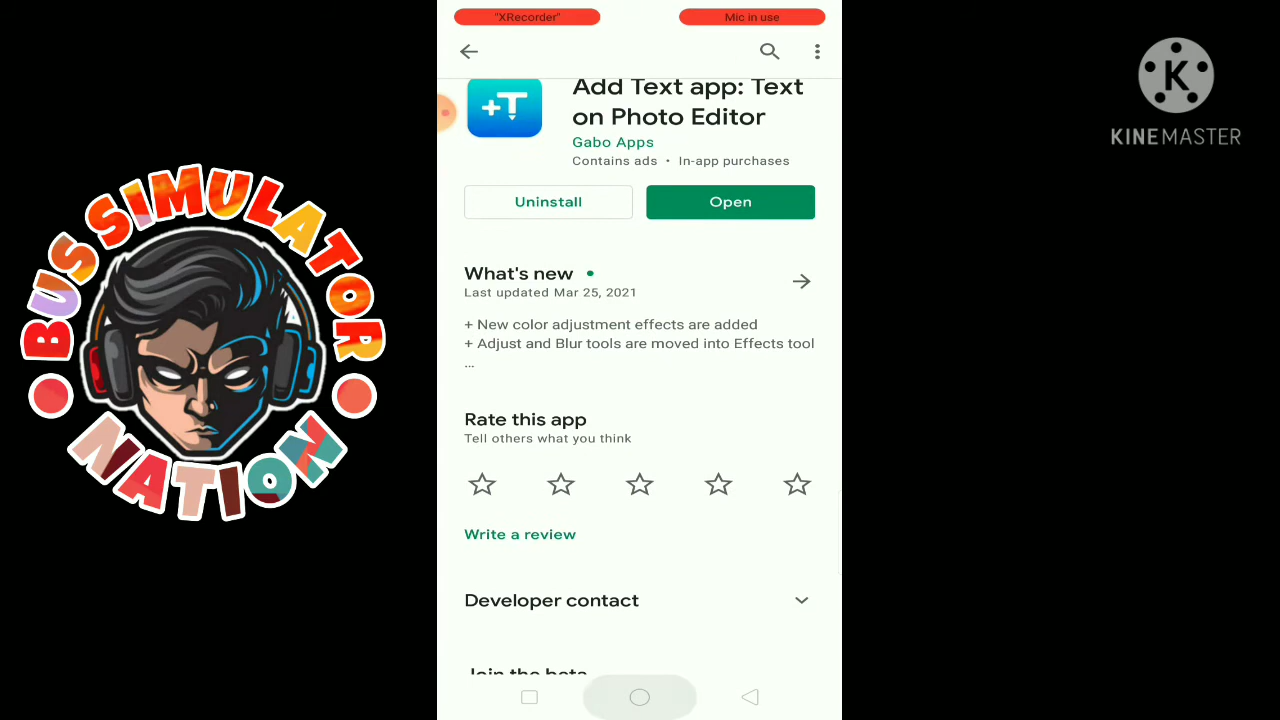 "XRecorder"
Mic in use
Add Text app: Text
on Photo Editor
Gabo Apps
Contains ads • In-app purchases
Uninstall
Open
What's new
Last updated Mar 25, 2021
+ New color adjustment effects are added
+ Adjust and Blur tools are moved into Effects tool
...
Rate this app
Tell others what you think
Write a review
Developer contact
Join the beta
BUS SIMULATOR
NATION
K
KINEMASTER
+T